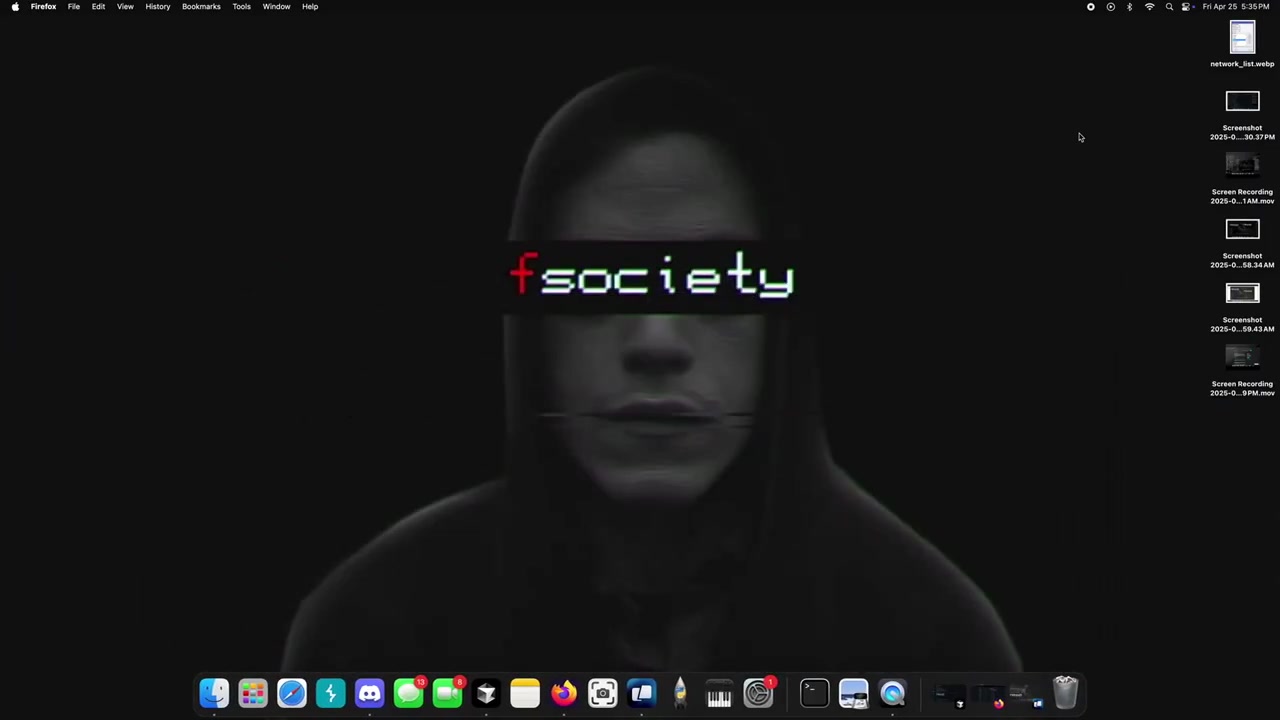 Firefox File Edit View History Bookmarks Tools Window Help Fri Apr 25 5:35 PM
network_list.webp
Screenshot
2025-0....30.37 PM
Screen Recording
2025-0...1 AM.mov
fsociety
Screenshot
2025-0...58.34 AM
Screenshot
2025-0...59.43 AM
Screen Recording
2025-0...9 PM.mov
13
8
1